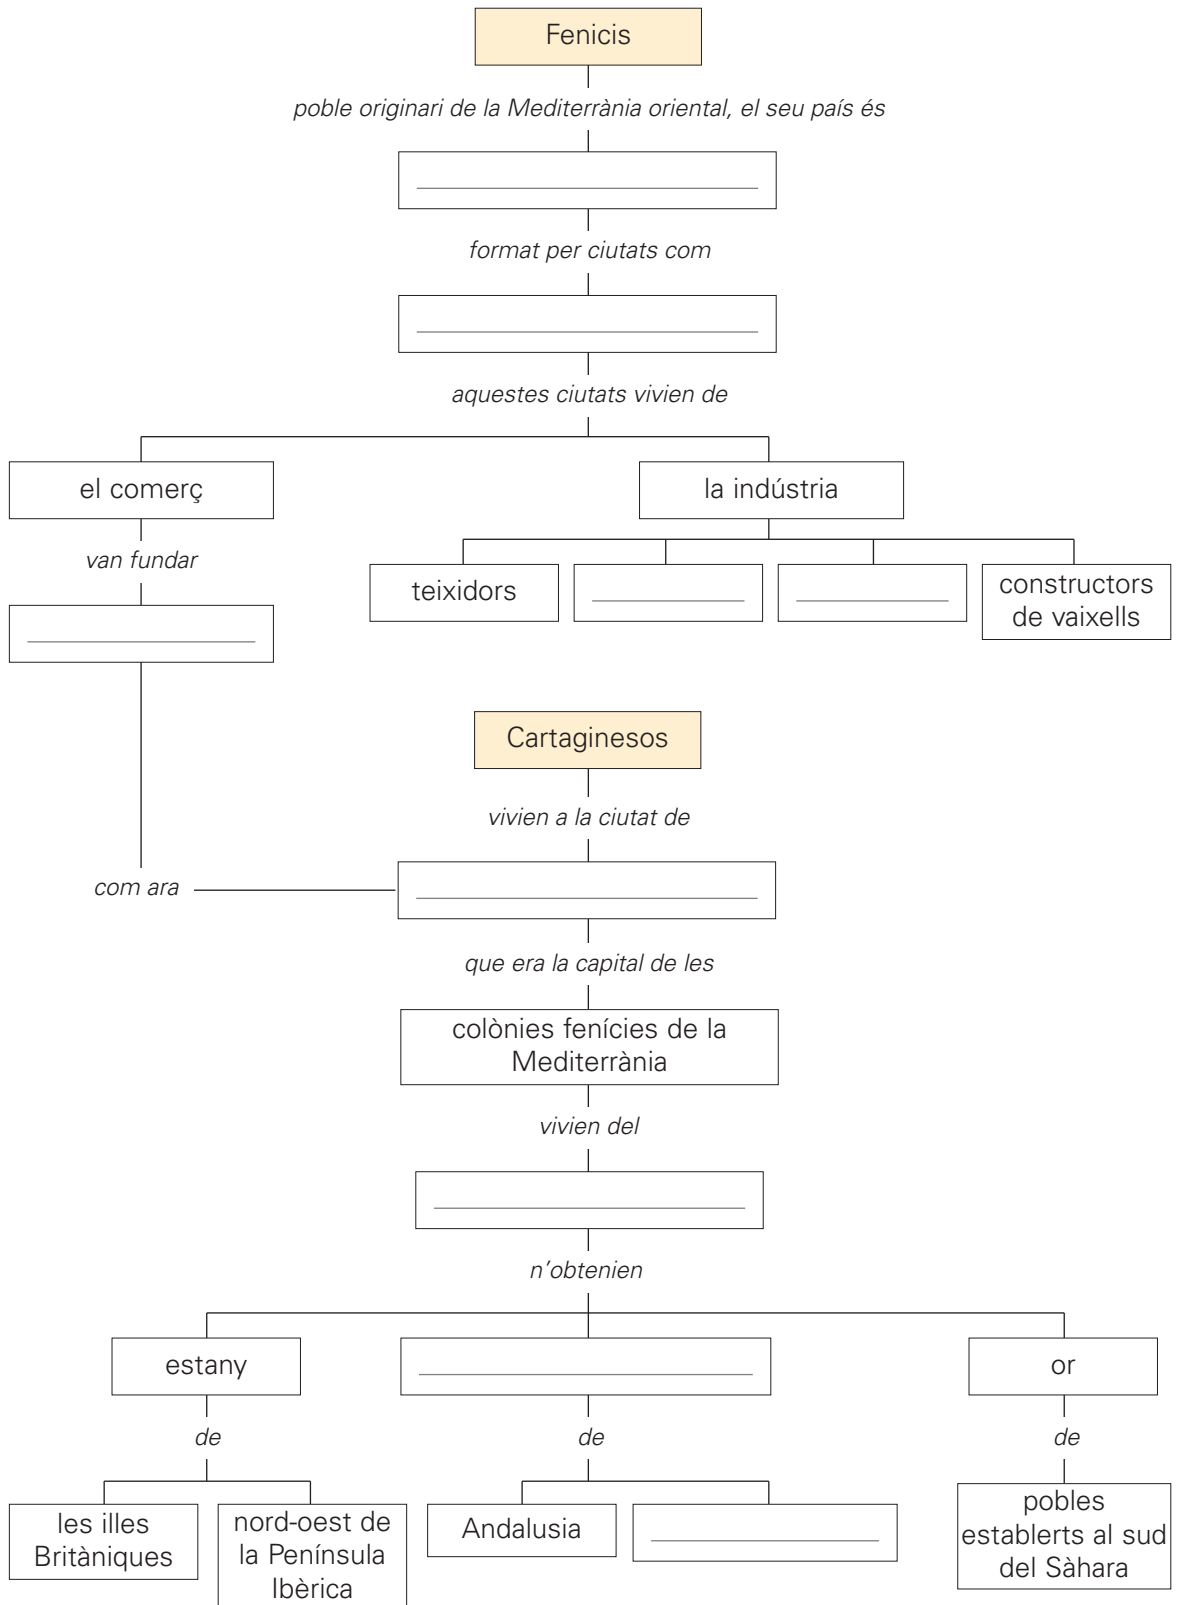 Fenicis
poble originari de la Mediterrània oriental, el seu país és
format per ciutats com
aquestes ciutats vivien de
el comerç
la indústria
van fundar
teixidors
constructors
de vaixells
Cartaginesos
vivien a la ciutat de
com ara
que era la capital de les
colònies fenícies de la
Mediterrània
vivien del
n'obtenien
estany
or
de
de
de
les illes
Britàniques
nord-oest de
la Península
Ibèrica
Andalusia
pobles
establerts al sud
del Sàhara